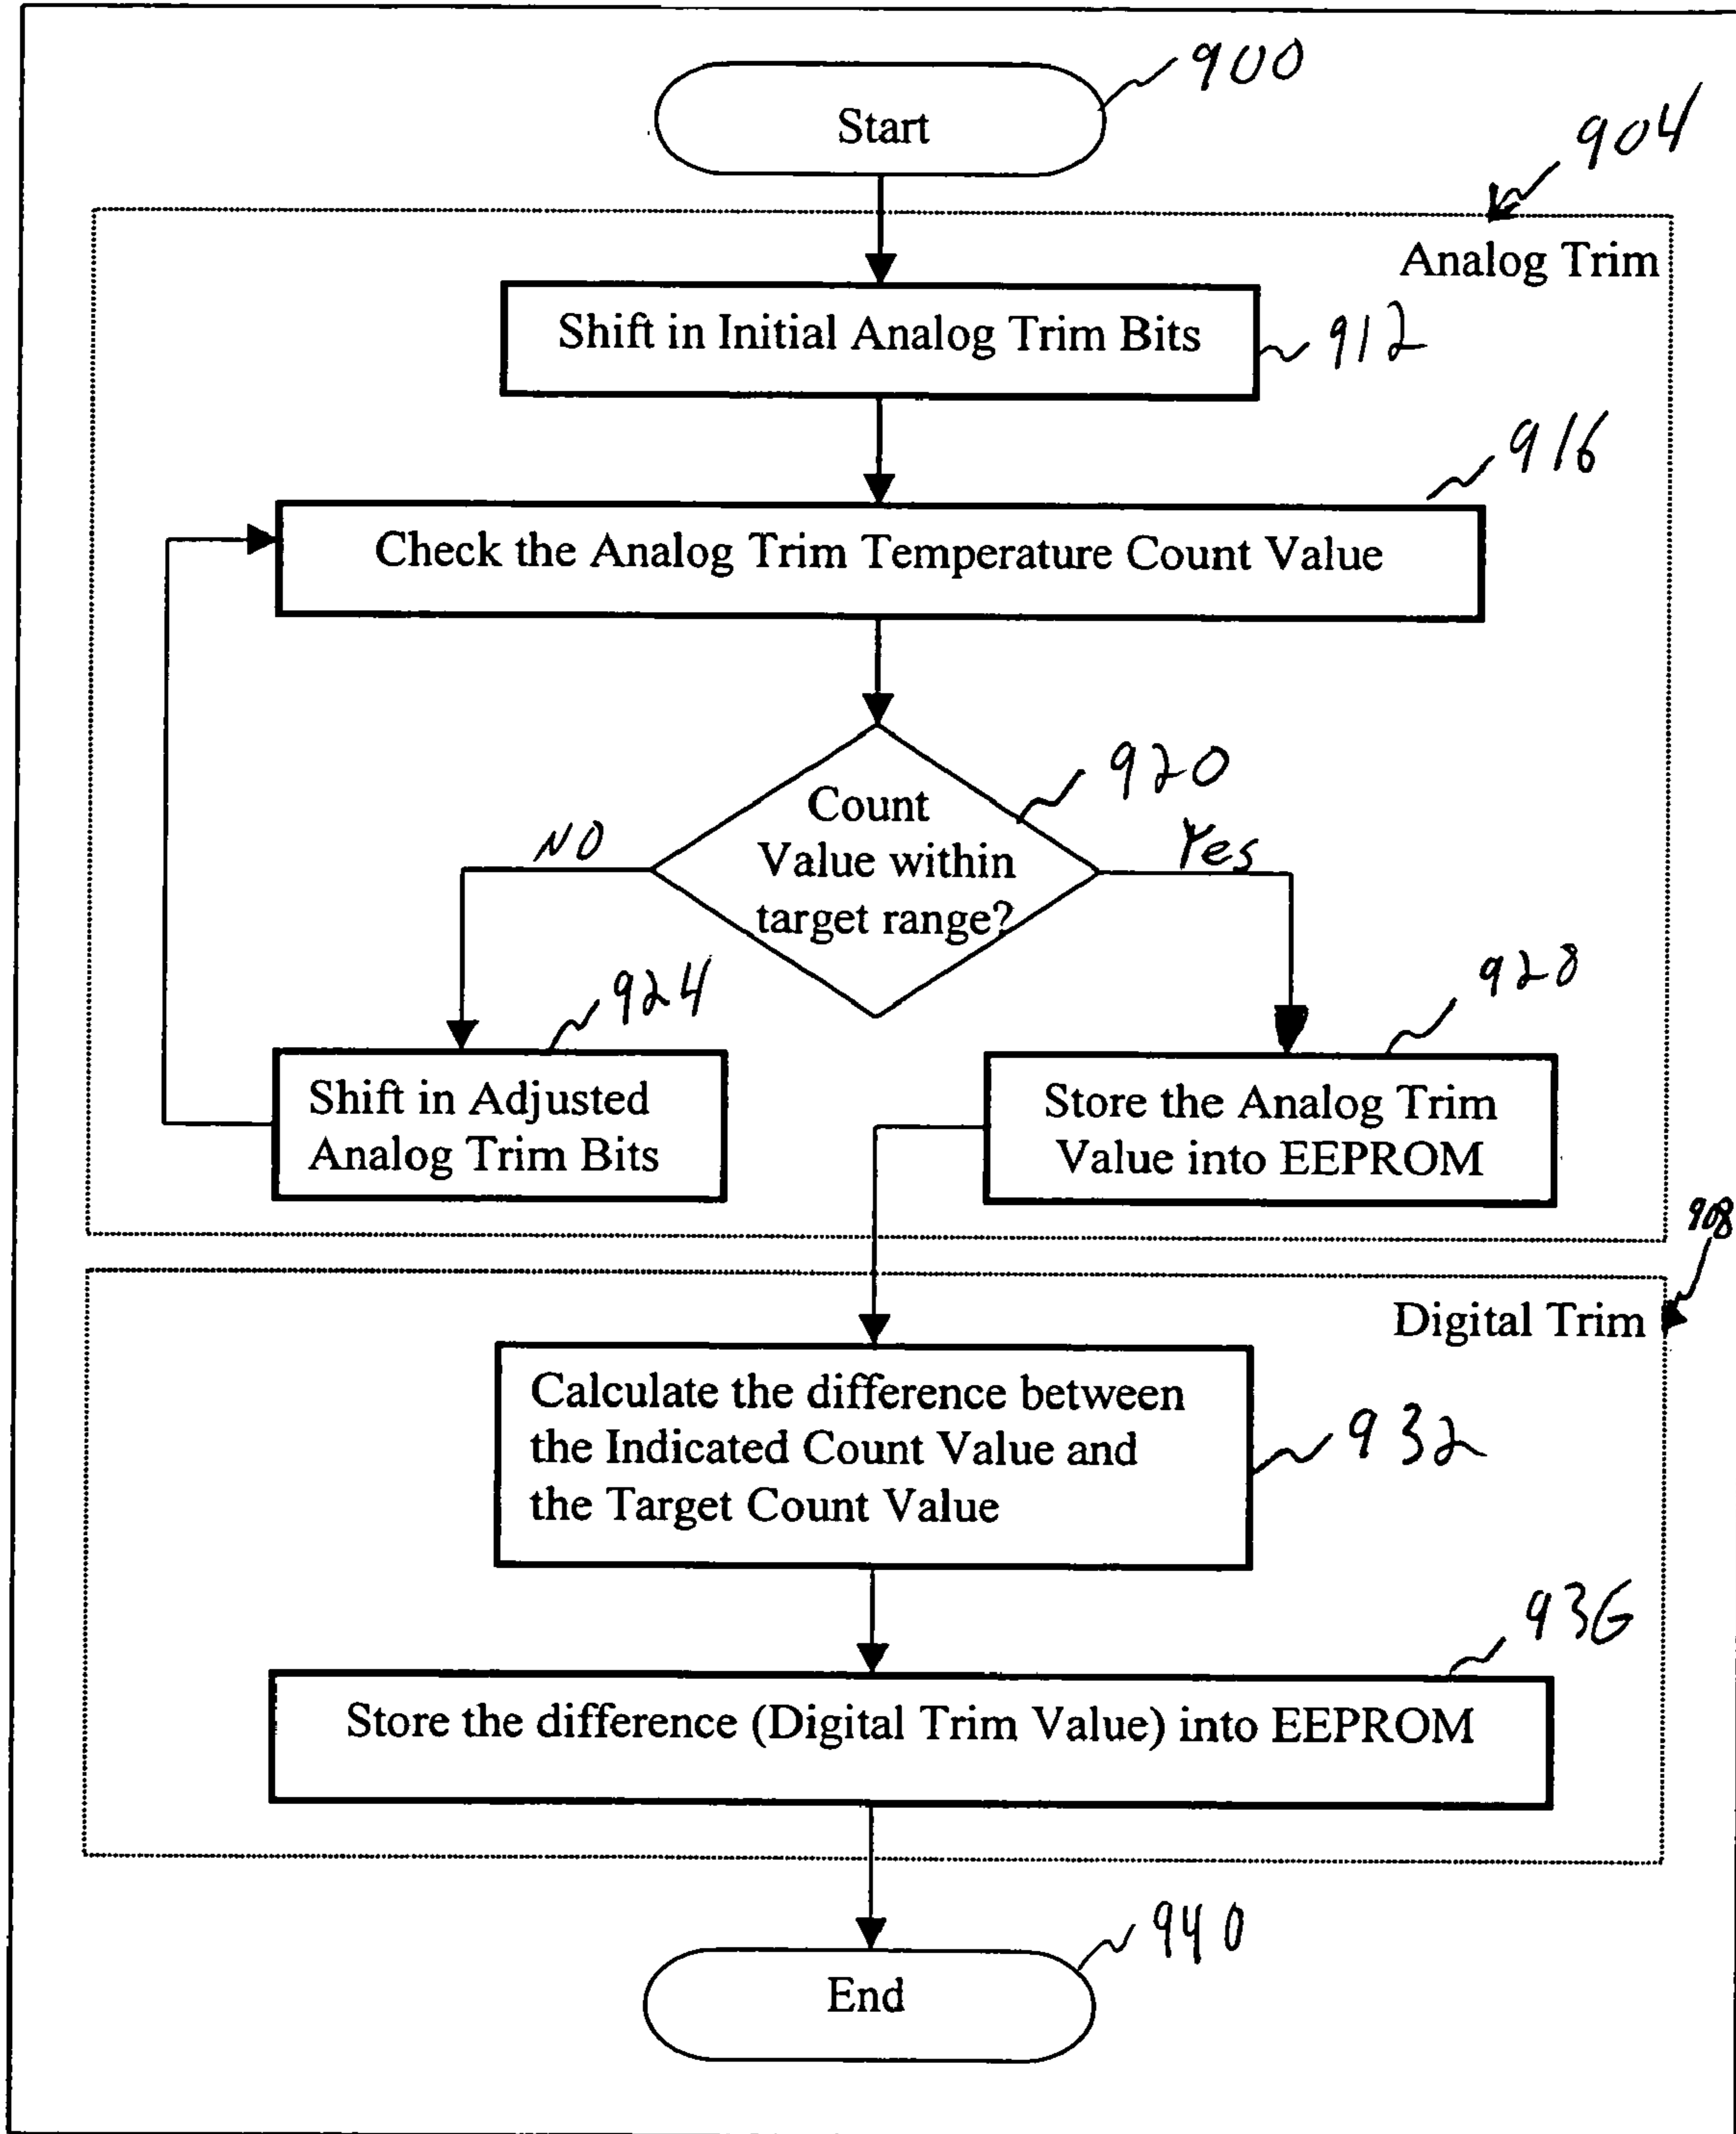 900
Start
904
Analog Trim
Shift in Initial Analog Trim Bits
912
916
Check the Analog Trim Temperature Count Value
920
Count
Value within
target range?
NO
Yes
924
928
Shift in Adjusted
Analog Trim Bits
Store the Analog Trim
Value into EEPROM
908
Digital Trim
Calculate the difference between
the Indicated Count Value and
the Target Count Value
932
936
Store the difference (Digital Trim Value) into EEPROM
940
End